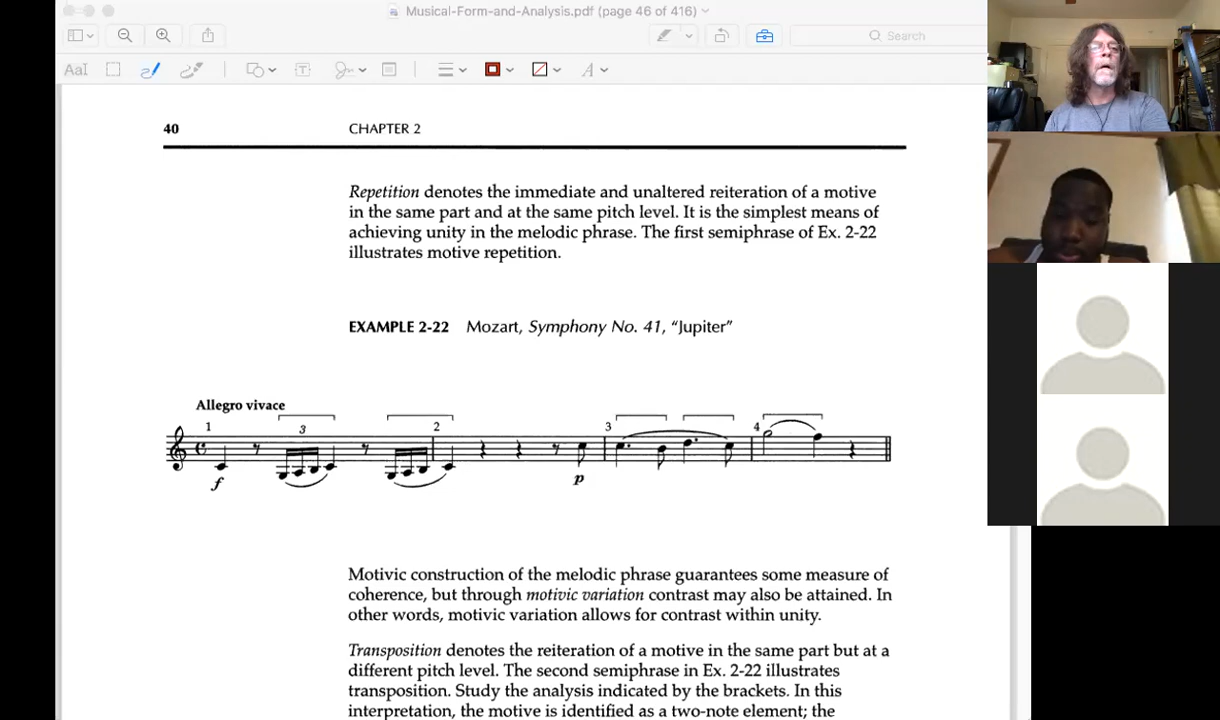 Musical-Form-and-Analysis.pdf (page 46 of 416)
Search
AaI
T
A
40
CHAPTER 2
Repetition denotes the immediate and unaltered reiteration of a motive
in the same part and at the same pitch level. It is the simplest means of
achieving unity in the melodic phrase. The first semiphrase of Ex. 2-22
illustrates motive repetition.
EXAMPLE 2-22 Mozart, Symphony No. 41, “Jupiter”
Allegro vivace
1
3
2
3
4
f
p
Motivic construction of the melodic phrase guarantees some measure of
coherence, but through motivic variation contrast may also be attained. In
other words, motivic variation allows for contrast within unity.
Transposition denotes the reiteration of a motive in the same part but at a
different pitch level. The second semiphrase in Ex. 2-22 illustrates
transposition. Study the analysis indicated by the brackets. In this
interpretation, the motive is identified as a two-note element; the